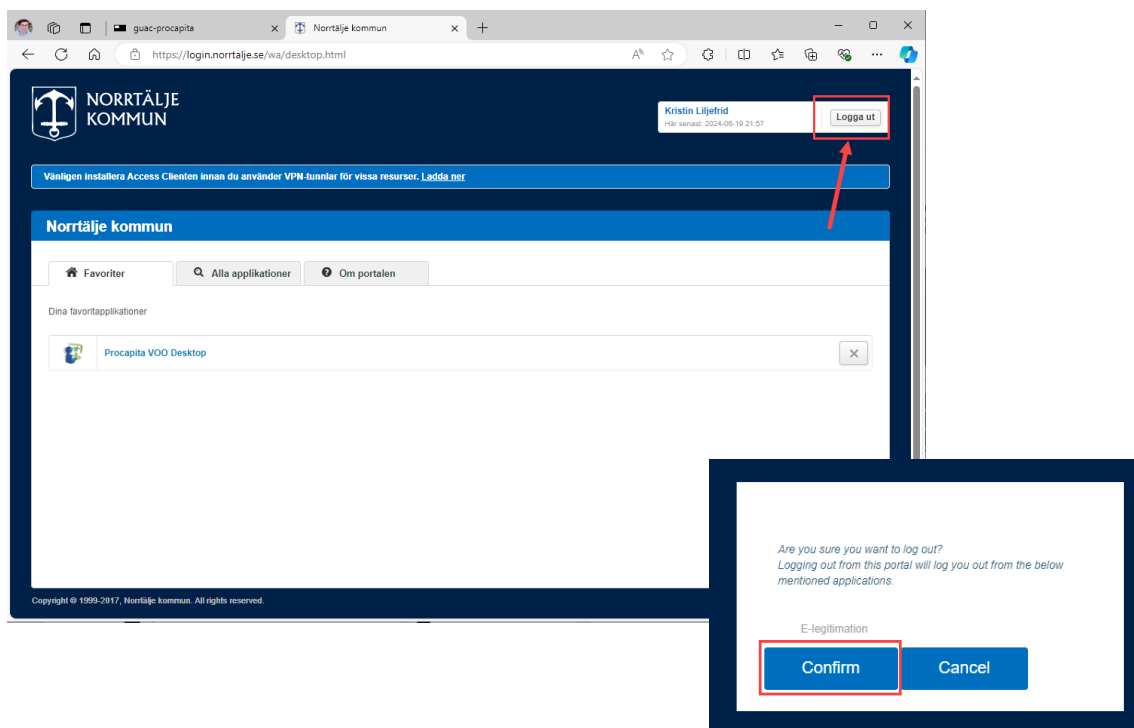 guac-procapita
Norrtälje kommun
https://login.norrtalje.se/wa/desktop.html
NORRTÄLJE
KOMMUN
Kristin Liljefrid
Här senast: 2024-06-19 21:57
Logga ut
Vänligen installera Access Clienten innan du använder VPN-tunnlar för vissa resurser. Ladda ner
Norrtälje kommun
Favoriter
Alla applikationer
Om portalen
Dina favoritapplikationer
Procapita VOO Desktop
Copyright © 1999-2017, Norrtälje kommun. All rights reserved.
Are you sure you want to log out?
Logging out from this portal will log you out from the below
mentioned applications.
E-legitimation
Confirm
Cancel